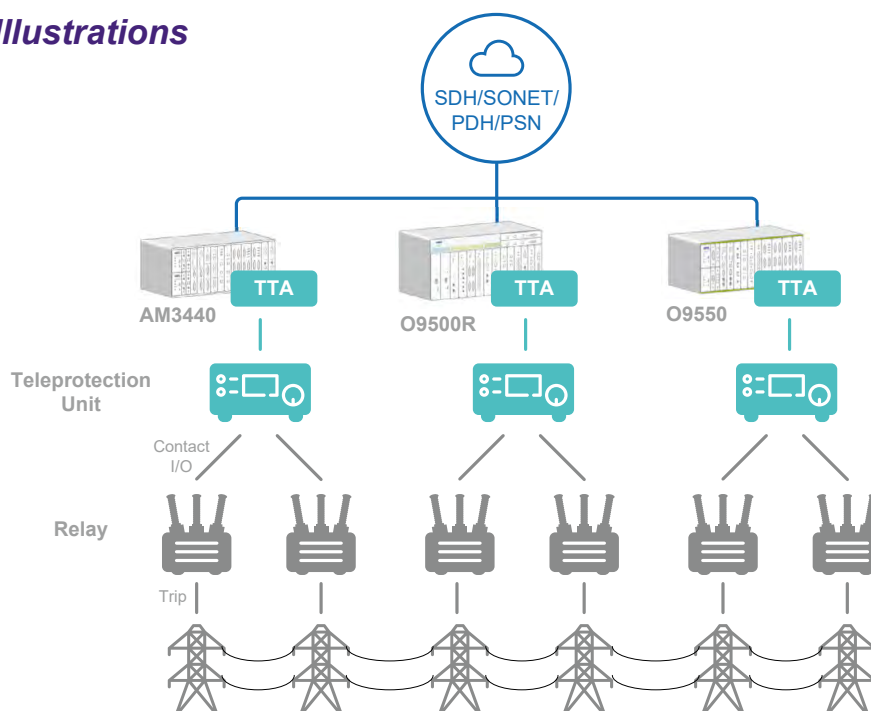 Illustrations
SDH/SONET/
PDH/PSN
TTA
TTA
TTA
AM3440
O9500R
O9550
Teleprotection
Unit
Contact
I/O
Relay
Trip